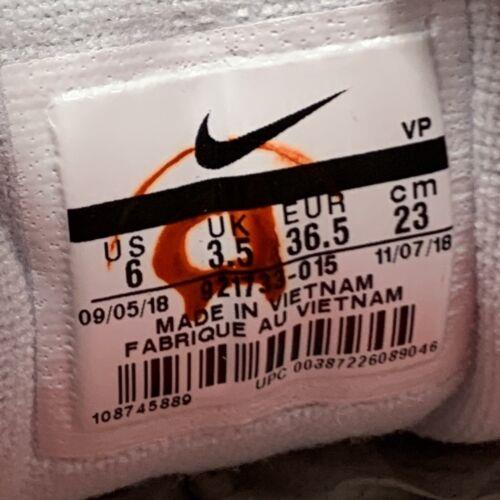 VP
US UK EUR cm
6 3.5 36.5 23
09/05/18 921733-015 11/07/18
MADE IN VIETNAM
FABRIQUE AU VIETNAM
UPC 00387226089046
108745889